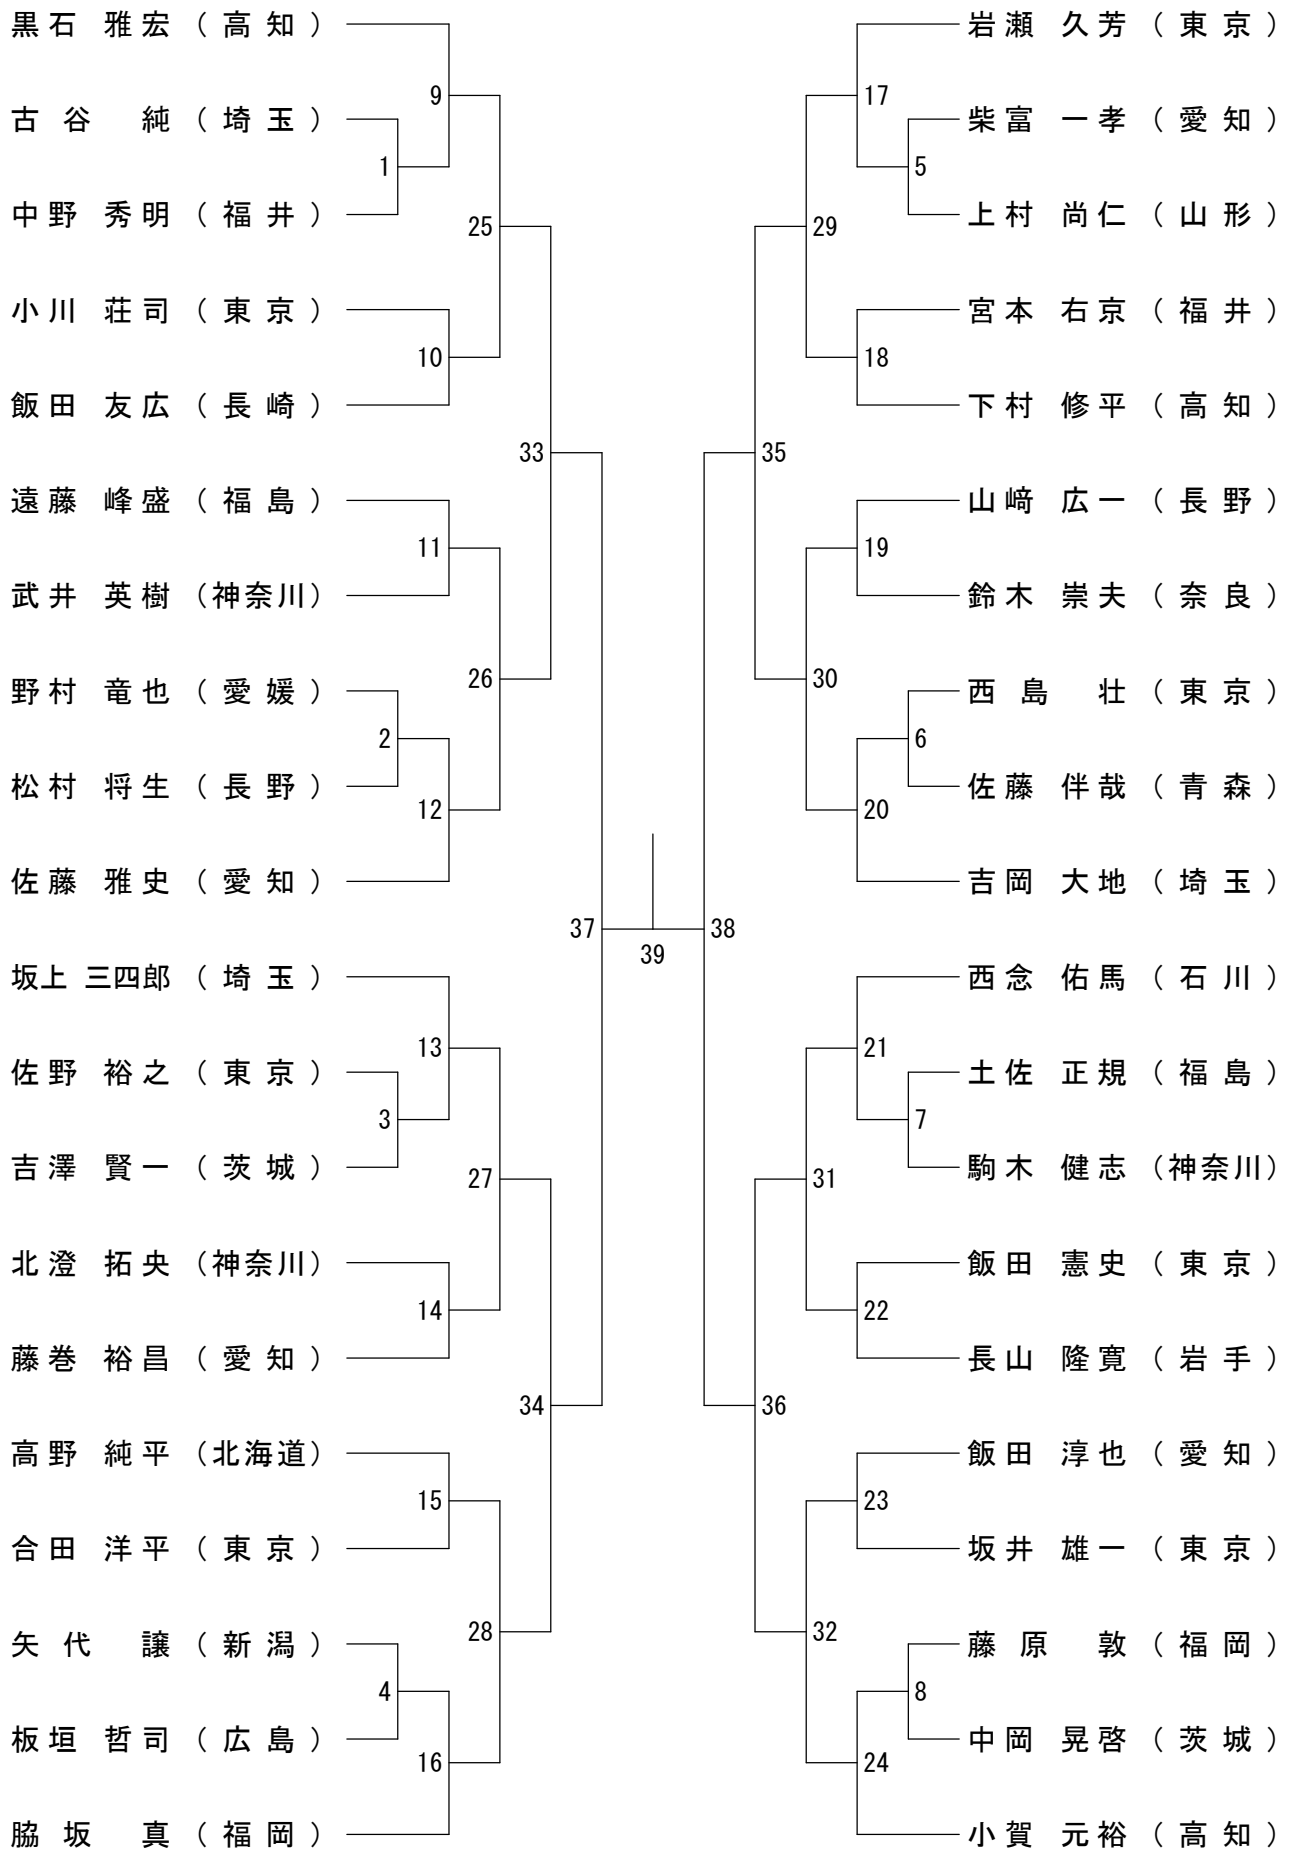 黒石 雅宏 (高知)
9
古谷 純 (埼玉)
1
中野 秀明 (福井)
25
小川 荘司 (東京)
10
飯田 友広 (長崎)
33
遠藤 峰盛 (福島)
11
武井 英樹 (神奈川)
26
野村 竜也 (愛媛)
2
松村 将生 (長野)
12
佐藤 雅史 (愛知)
37
坂上 三四郎 (埼玉)
13
佐野 裕之 (東京)
3
吉澤 賢一 (茨城)
27
北澄 拓央 (神奈川)
14
藤巻 裕昌 (愛知)
34
高野 純平 (北海道)
15
合田 洋平 (東京)
28
矢代 譲 (新潟)
4
板垣 哲司 (広島)
16
脇坂 真 (福岡)
39
岩瀬 久芳 (東京)
17
柴富 一孝 (愛知)
5
上村 尚仁 (山形)
29
宮本 右京 (福井)
18
下村 修平 (高知)
35
山﨑 広一 (長野)
19
鈴木 崇夫 (奈良)
30
西島 壮 (東京)
6
佐藤 伴哉 (青森)
20
吉岡 大地 (埼玉)
38
西念 佑馬 (石川)
21
土佐 正規 (福島)
7
駒木 健志 (神奈川)
31
飯田 憲史 (東京)
22
長山 隆寛 (岩手)
36
飯田 淳也 (愛知)
23
坂井 雄一 (東京)
32
藤原 敦 (福岡)
8
中岡 晃啓 (茨城)
24
小賀 元裕 (高知)